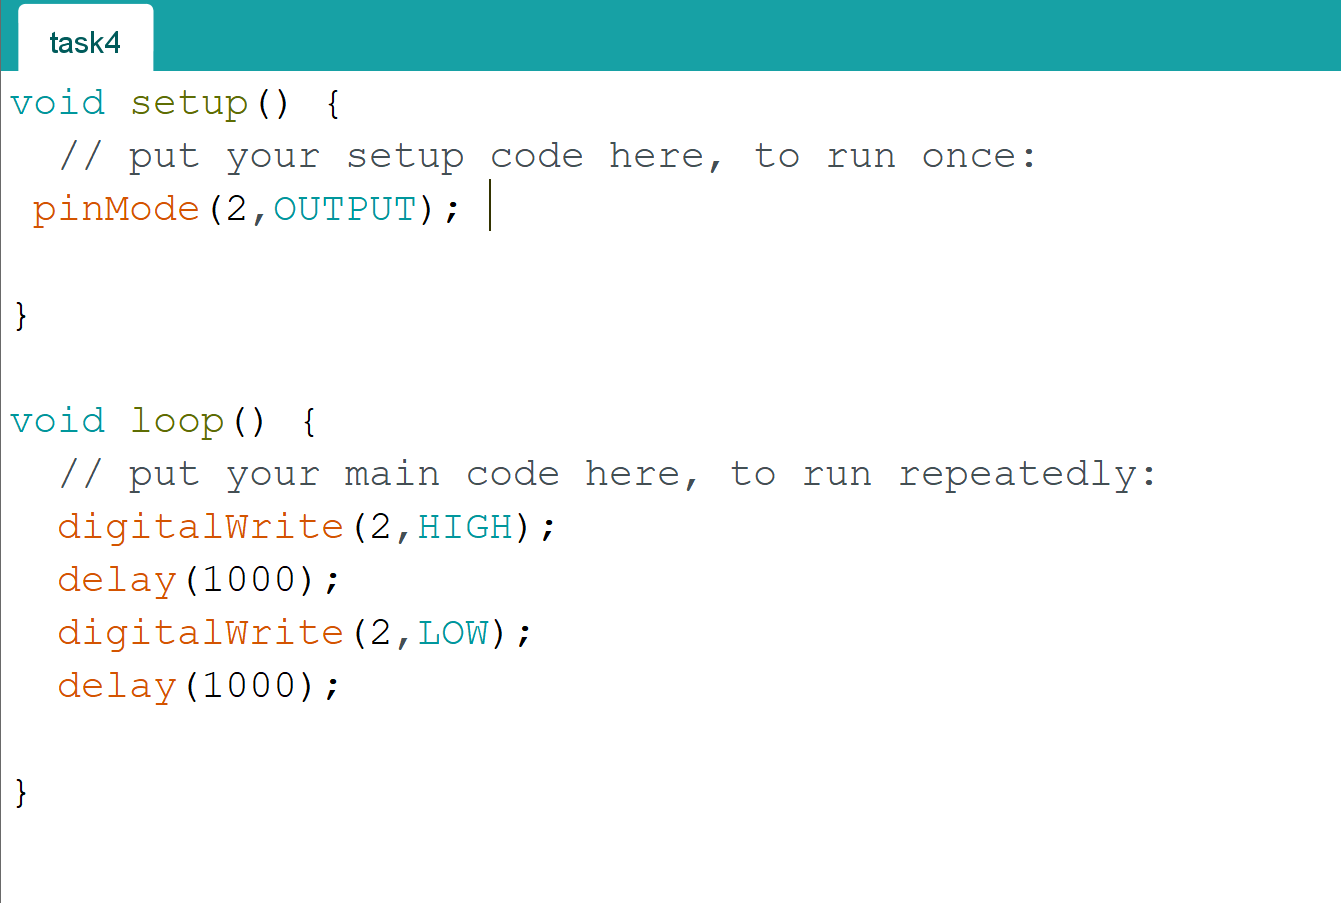 task4
void setup() {
  // put your setup code here, to run once:
 pinMode(2,OUTPUT);
}
void loop() {
  // put your main code here, to run repeatedly:
  digitalWrite(2,HIGH);
  delay(1000);
  digitalWrite(2,LOW);
  delay(1000);
}